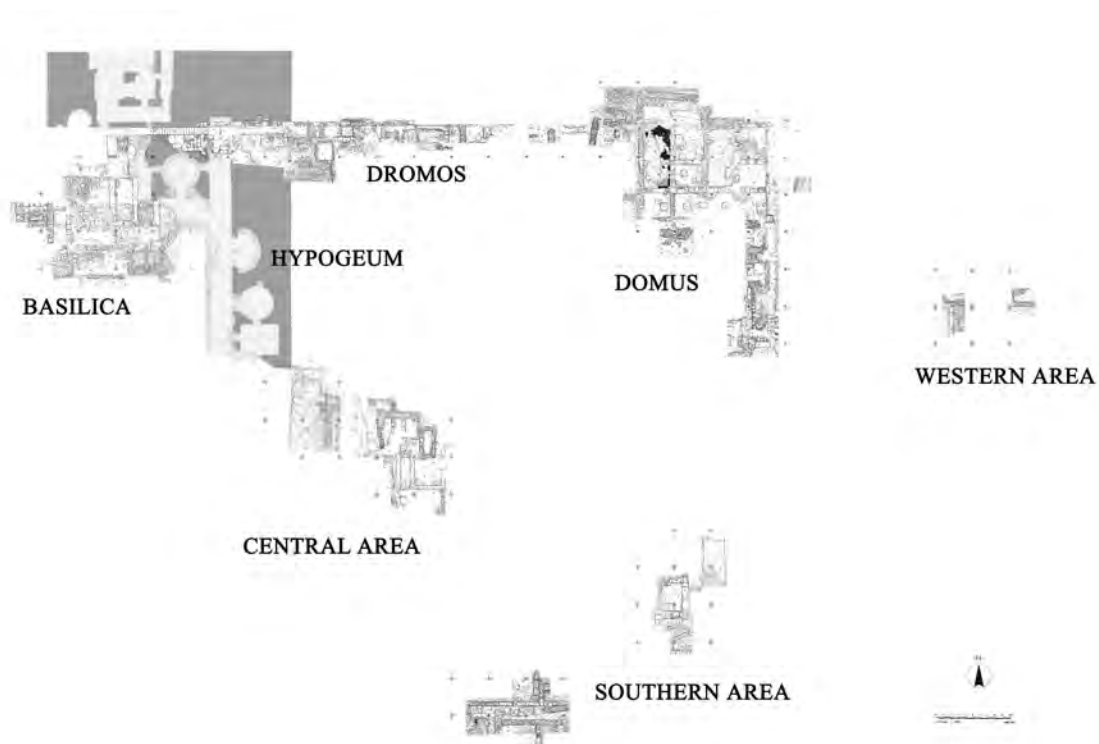 DROMOS
HYPOGEUM
BASILICA
DOMUS
WESTERN AREA
CENTRAL AREA
SOUTHERN AREA